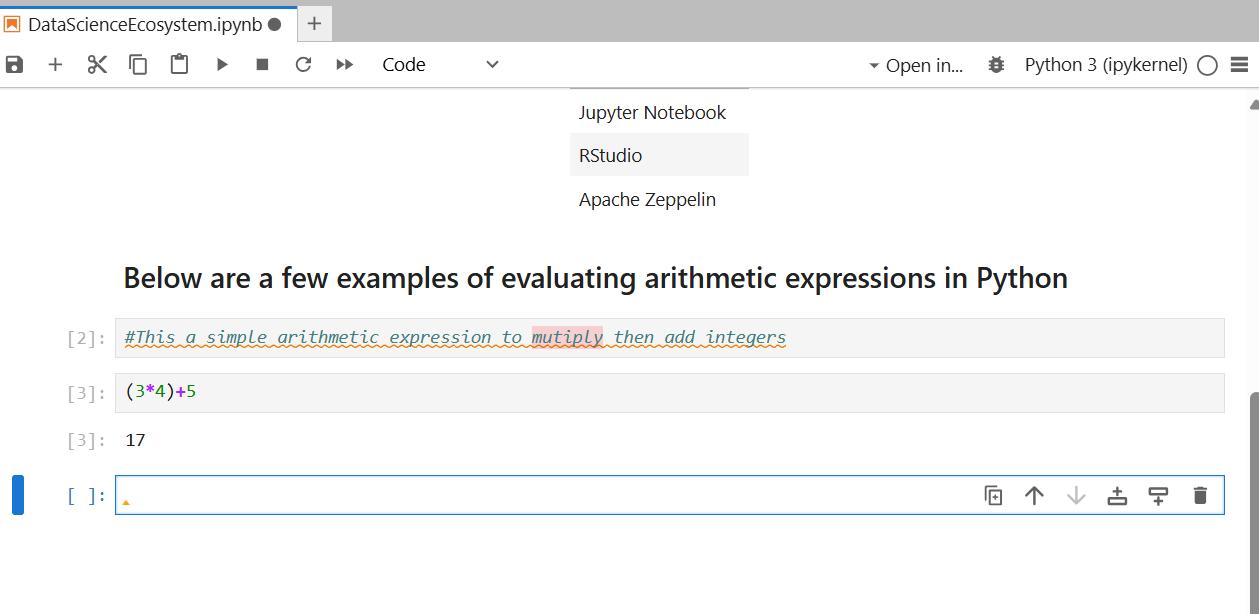 DataScienceEcosystem.ipynb
Code
Open in...
Python 3 (ipykernel)
Jupyter Notebook
RStudio
Apache Zeppelin
Below are a few examples of evaluating arithmetic expressions in Python
[2]: #This a simple arithmetic expression to mutiply then add integers
[3]: (3*4)+5
[3]: 17
[ ]: